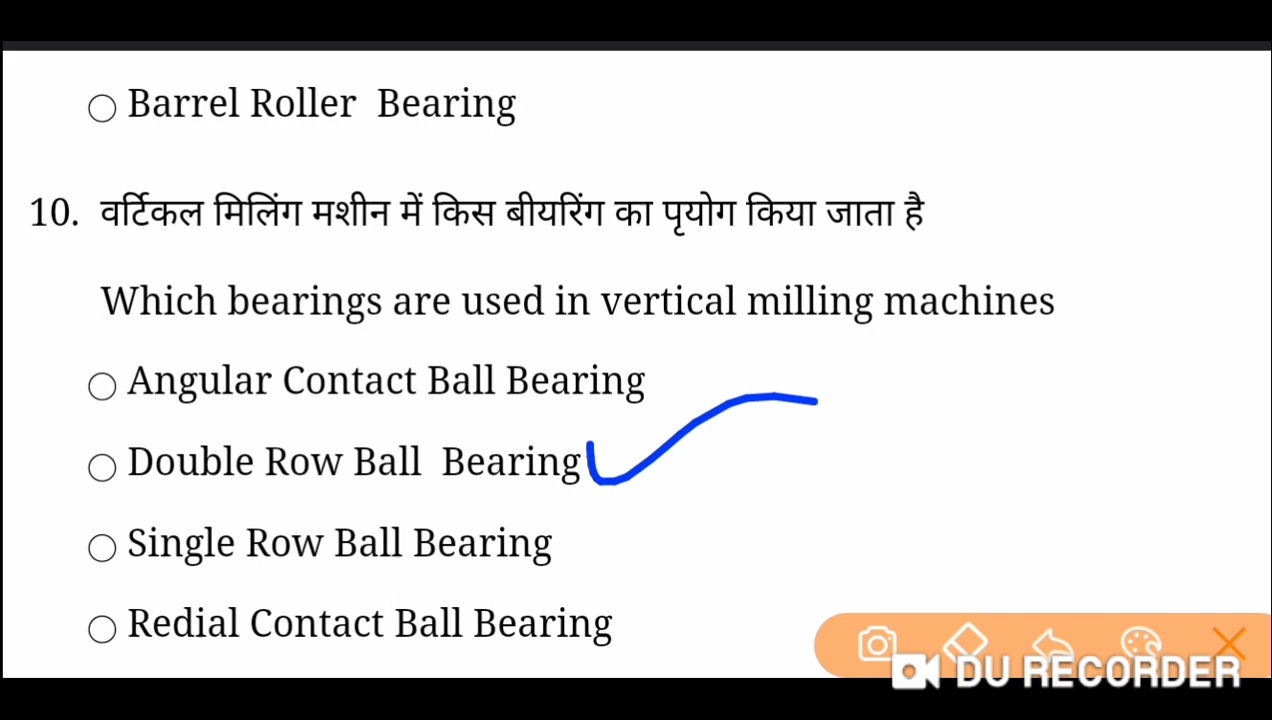 Barrel Roller Bearing
10. वर्टिकल मिलिंग मशीन में किस बीयरिंग का पृयोग किया जाता है
Which bearings are used in vertical milling machines
Angular Contact Ball Bearing
Double Row Ball Bearing
Single Row Ball Bearing
Redial Contact Ball Bearing
DU RECORDER